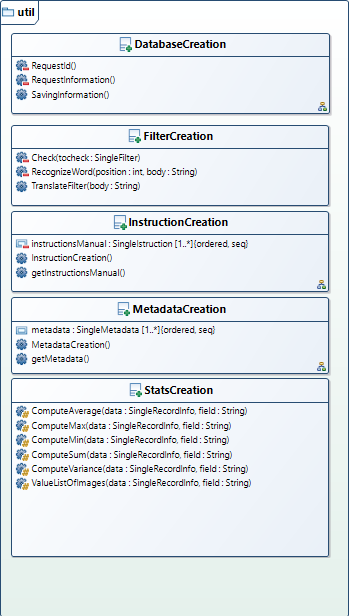 util
DatabaseCreation
RequestId()
RequestInformation()
SavingInformation()
FilterCreation
Check(tocheck : SingleFilter)
RecognizeWord(position : int, body : String)
TranslateFilter(body : String)
InstructionCreation
instructionsManual : SingleIstruction [1..*]{ordered, seq}
InstructionCreation()
getInstructionsManual()
MetadataCreation
metadata : SingleMetadata [1..*]{ordered, seq}
MetadataCreation()
getMetadata()
StatsCreation
ComputeAverage(data : SingleRecordInfo, field : String)
ComputeMax(data : SingleRecordInfo, field : String)
ComputeMin(data : SingleRecordInfo, field : String)
ComputeSum(data : SingleRecordInfo, field : String)
ComputeVariance(data : SingleRecordInfo, field : String)
ValueListOfImages(data : SingleRecordInfo, field : String)